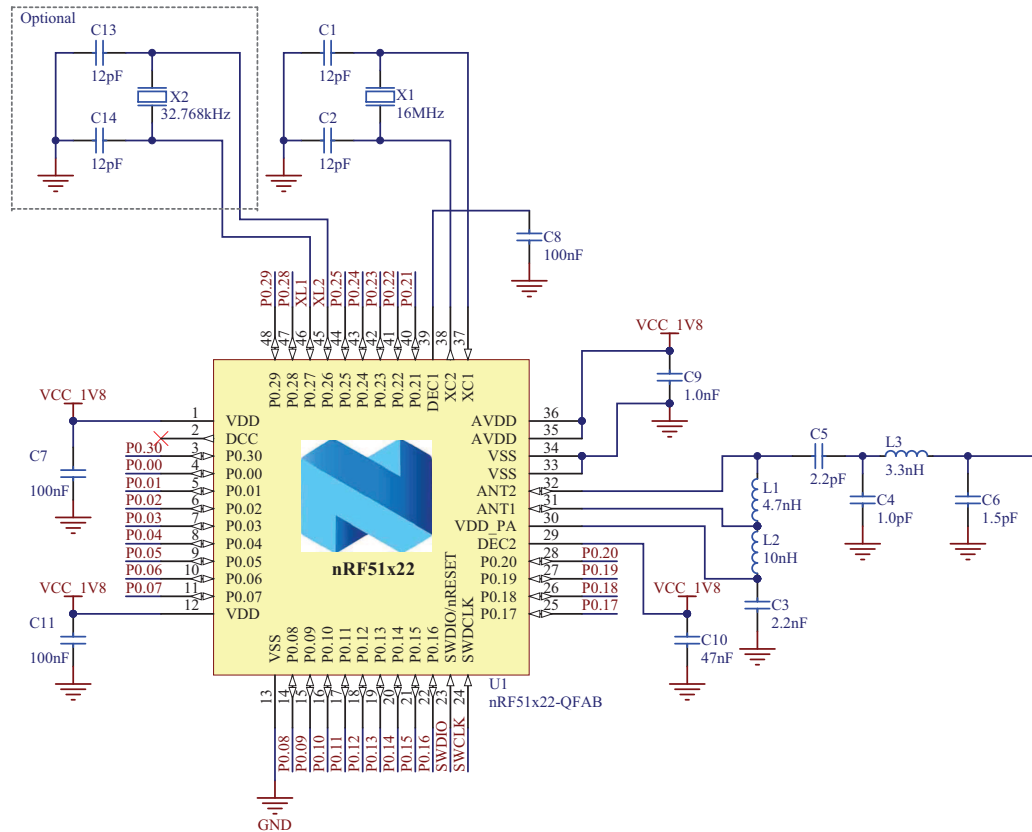 Optional
C13
12pF
X2
32.768kHz
C14
12pF
C1
12pF
X1
16MHz
C2
12pF
C8
100nF
P0.29
P0.28
XL1
XL2
P0.25
P0.24
P0.23
P0.22
P0.21
48
47
46
45
44
43
42
41
40
39
38
37
P0.29
P0.28
P0.27
P0.26
P0.25
P0.24
P0.23
P0.22
P0.21
DEC1
XC2
XC1
VCC_1V8
C7
100nF
VCC_1V8
C11
100nF
P0.30
P0.00
P0.01
P0.02
P0.03
P0.04
P0.05
P0.06
P0.07
1
2
3
4
5
6
7
8
9
10
11
12
VDD
DCC
P0.30
P0.00
P0.01
P0.02
P0.03
P0.04
P0.05
P0.06
P0.07
VDD
nRF51x22
AVDD
AVDD
VSS
VSS
ANT2
ANT1
VDD_PA
DEC2
P0.20
P0.19
P0.18
P0.17
36
35
34
33
32
31
30
29
28
27
26
25
P0.20
P0.19
P0.18
P0.17
VCC_1V8
C9
1.0nF
C5
2.2pF
L3
3.3nH
L1
4.7nH
C4
1.0pF
C6
1.5pF
L2
10nH
C3
2.2nF
VCC_1V8
C10
47nF
VSS
P0.08
P0.09
P0.10
P0.11
P0.12
P0.13
P0.14
P0.15
P0.16
SWDIO/nRESET
SWDCLK
U1
nRF51x22-QFAB
13
14
15
16
17
18
19
20
21
22
23
24
P0.08
P0.09
P0.10
P0.11
P0.12
P0.13
P0.14
P0.15
P0.16
SWDIO
SWCLK
GND